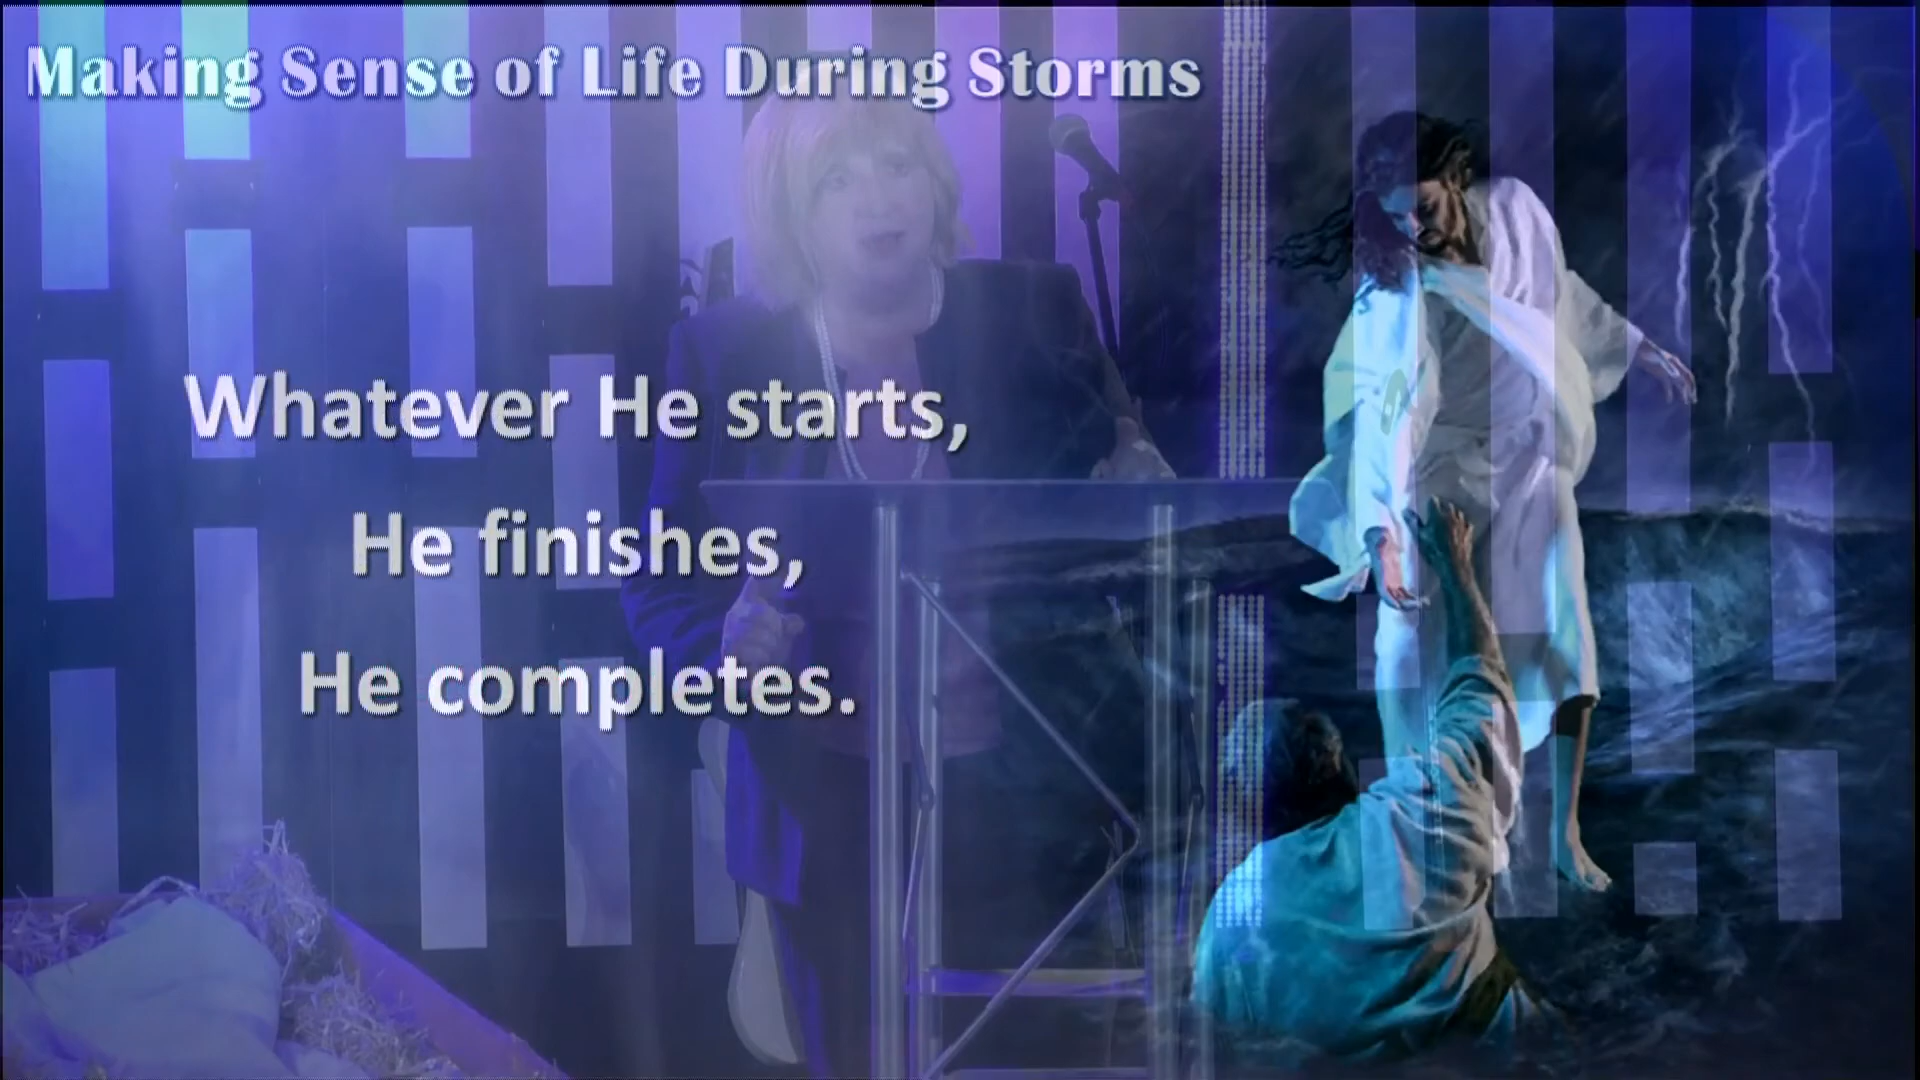 Making Sense of Life During Storms
Whatever He starts,
He finishes,
He completes.